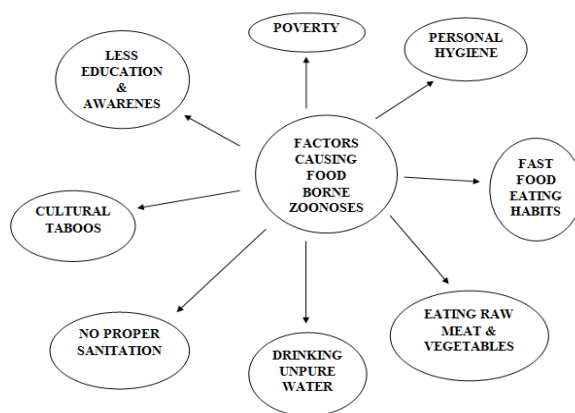 POVERTY
PERSONAL
HYGIENE
LESS
EDUCATION
&
AWARENES
FACTORS
CAUSING
FOOD
BORNE
ZOONOSES
FAST
FOOD
EATING
HABITS
CULTURAL
TABOOS
EATING RAW
MEAT &
VEGETABLES
NO PROPER
SANITATION
DRINKING
UNPURE
WATER